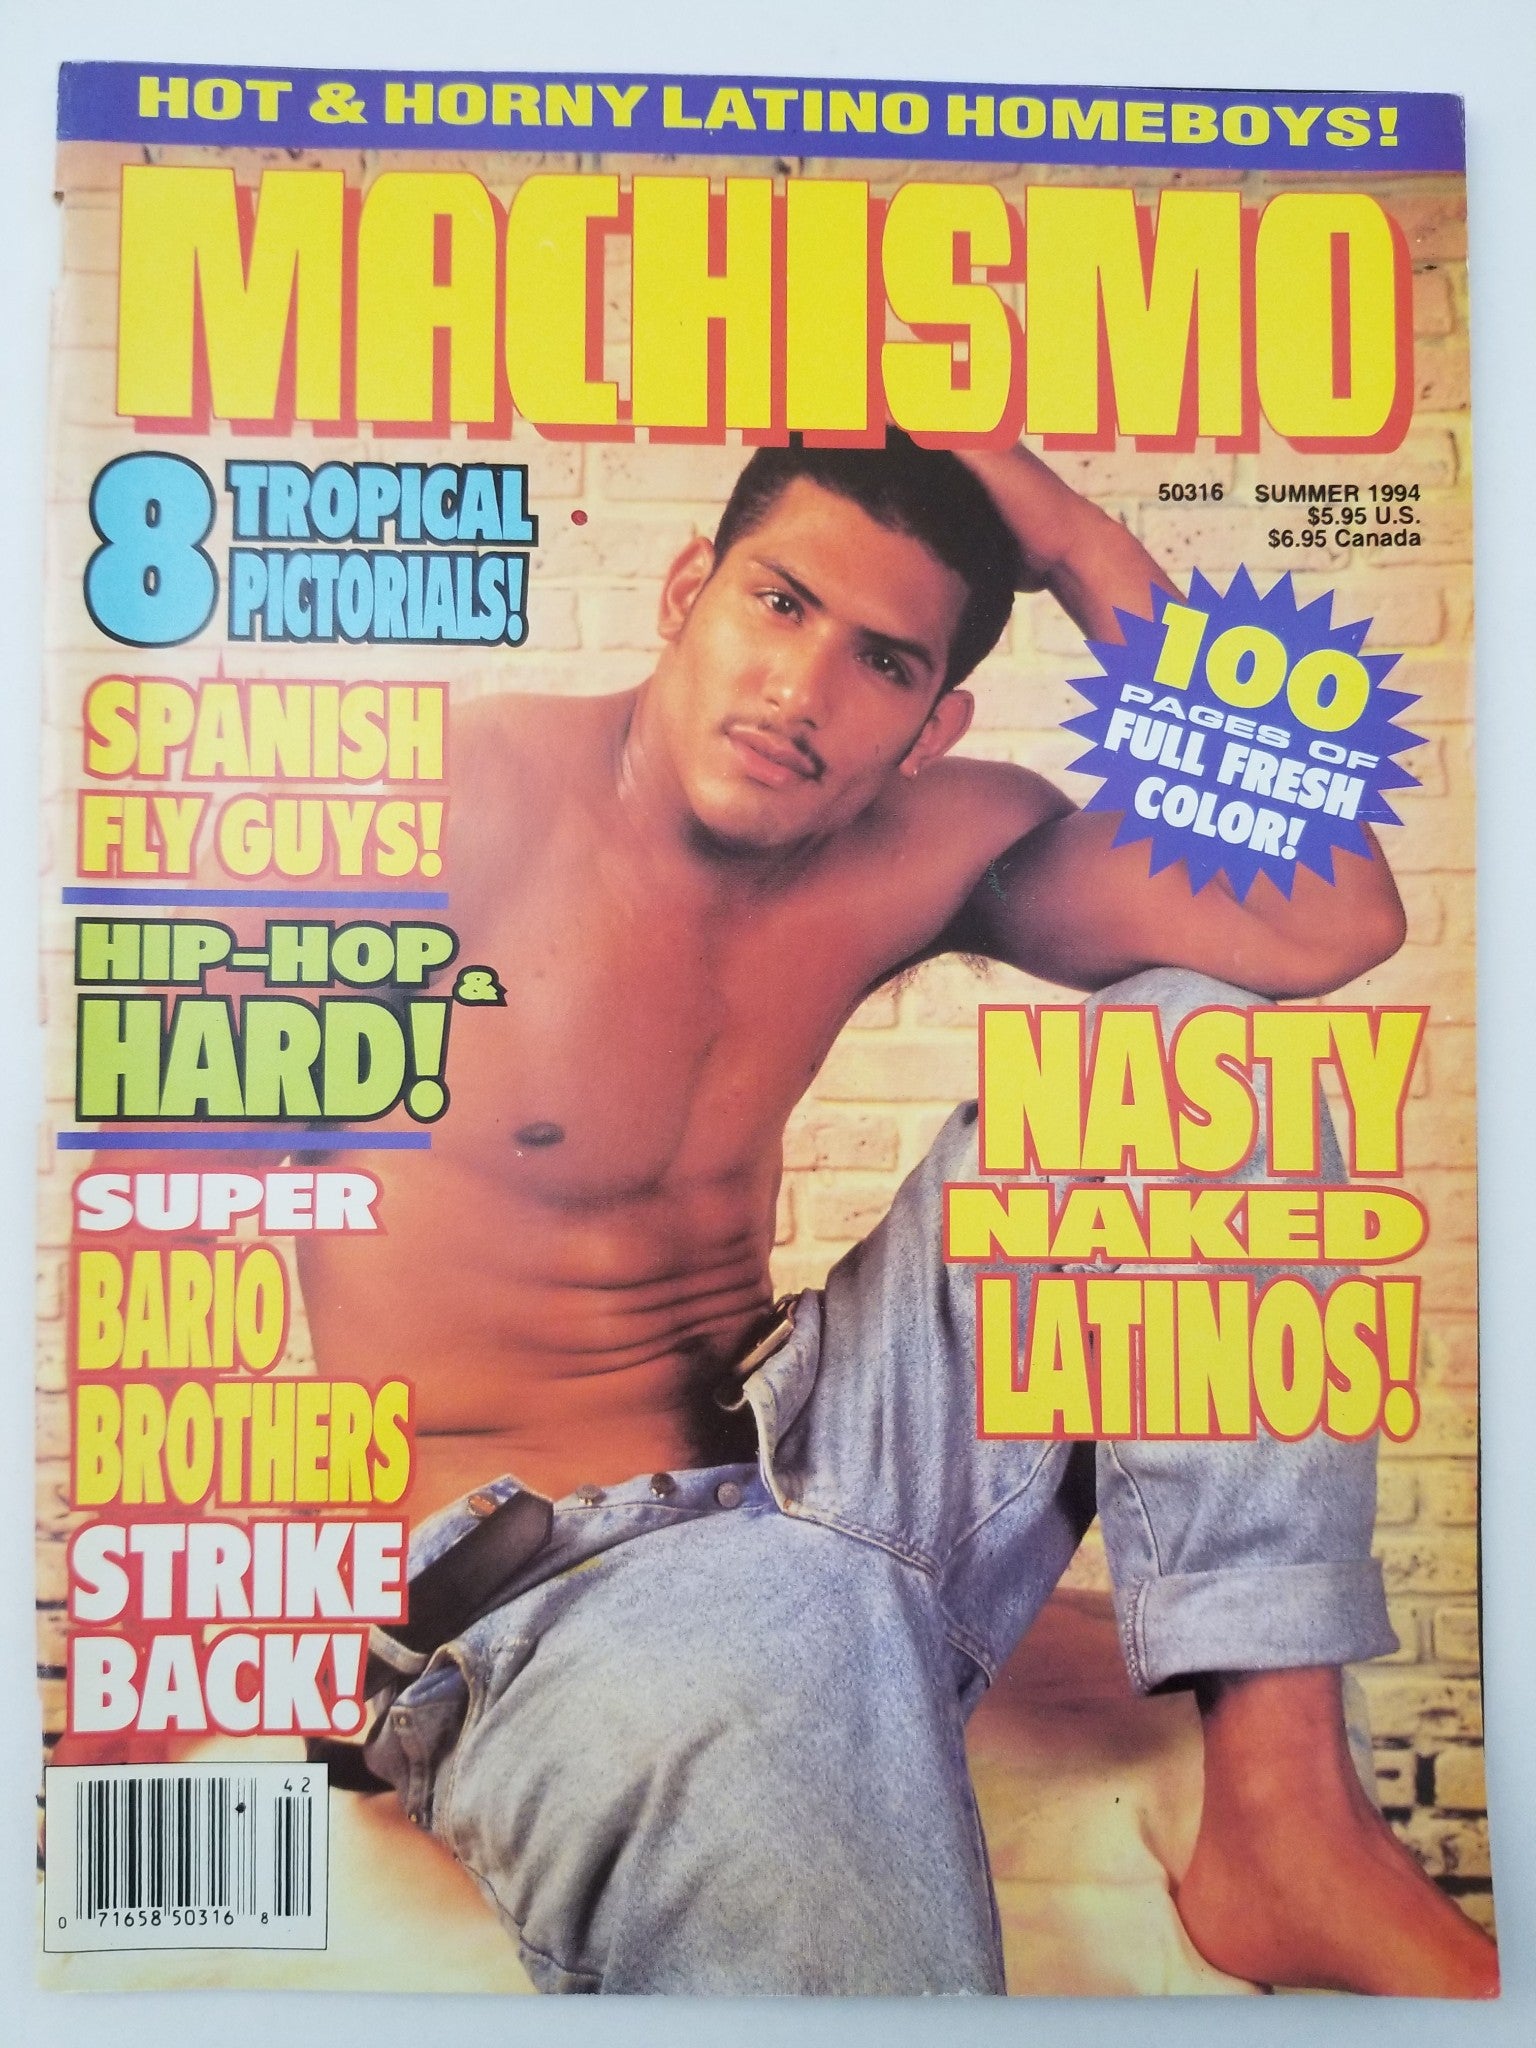 HOT & HORNY LATINO HOMEBOYS!
MACHISMO
50316 SUMMER 1994
$5.95 U.S.
$6.95 Canada
8 TROPICAL
PICTORIALS!
100
PAGES OF
FULL FRESH
COLOR!
SPANISH
FLY GUYS!
HIP-HOP &
HARD!
NASTY
NAKED
LATINOS!
SUPER
BARIO
BROTHERS
STRIKE
BACK!
42
0 71658 50316 8